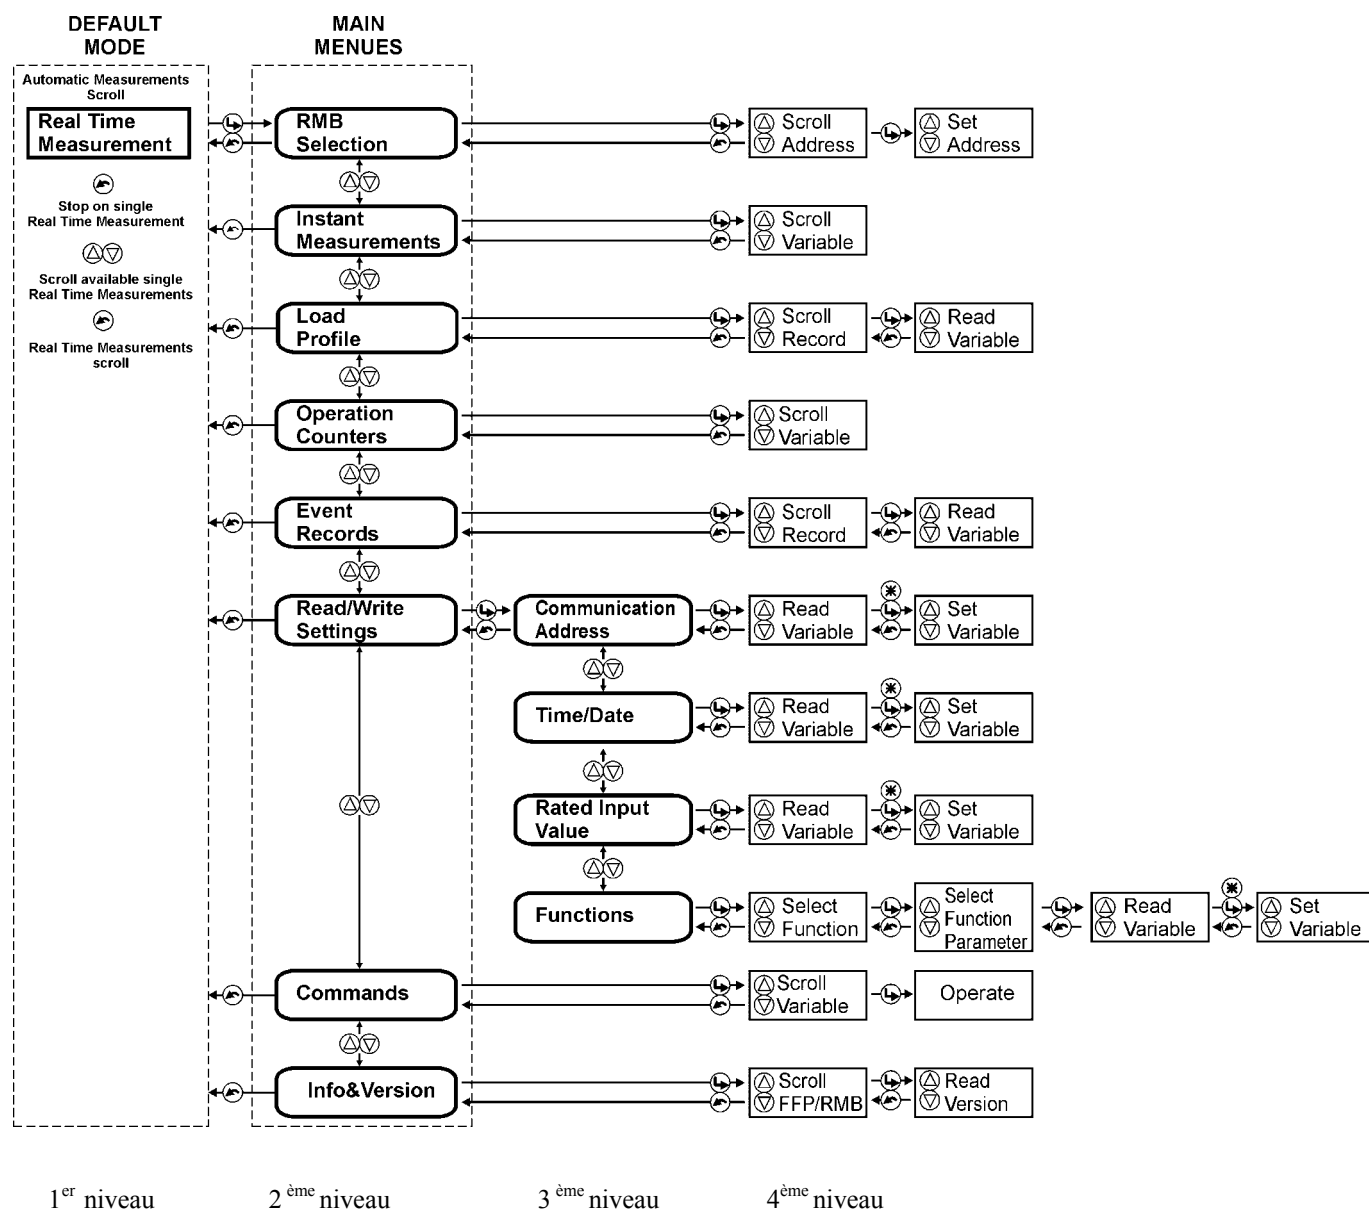 DEFAULT
MODE
MAIN
MENUES
Automatic Measurements
Scroll
Real Time
Measurement
Stop on single
Real Time Measurement
Scroll available single
Real Time Measurements
Real Time Measurements
scroll
RMB
Selection
Scroll
Address
Set
Address
Instant
Measurements
Scroll
Variable
Load
Profile
Scroll
Record
Read
Variable
Operation
Counters
Scroll
Variable
Event
Records
Scroll
Record
Read
Variable
Read/Write
Settings
Communication
Address
Read
Variable
Set
Variable
Time/Date
Read
Variable
Set
Variable
Rated Input
Value
Read
Variable
Set
Variable
Functions
Select
Function
Select
Function
Parameter
Read
Variable
Set
Variable
Commands
Scroll
Variable
Operate
Info&Version
Scroll
FFP/RMB
Read
Version
1er niveau
2ème niveau
3ème niveau
4ème niveau